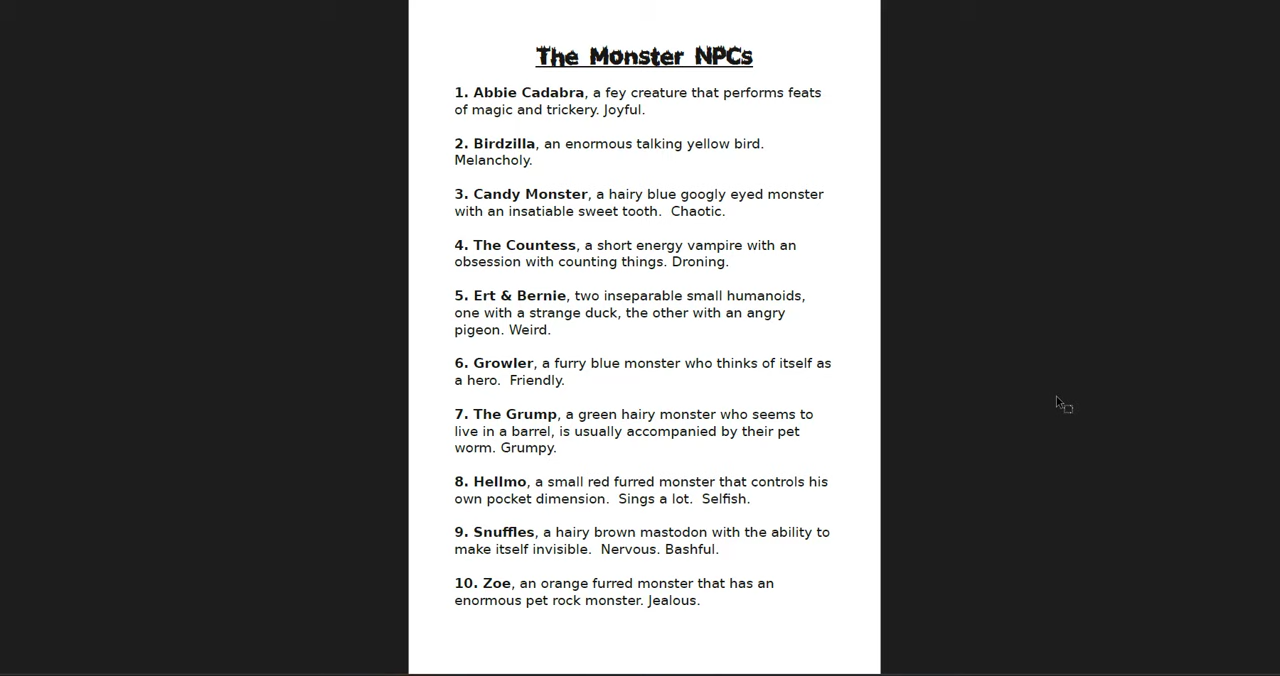 The Monster NPCs
1. Abbie Cadabra, a fey creature that performs feats
of magic and trickery. Joyful.
2. Birdzilla, an enormous talking yellow bird.
Melancholy.
3. Candy Monster, a hairy blue googly eyed monster
with an insatiable sweet tooth.  Chaotic.
4. The Countess, a short energy vampire with an
obsession with counting things. Droning.
5. Ert & Bernie, two inseparable small humanoids,
one with a strange duck, the other with an angry
pigeon. Weird.
6. Growler, a furry blue monster who thinks of itself as
a hero.  Friendly.
7. The Grump, a green hairy monster who seems to
live in a barrel, is usually accompanied by their pet
worm. Grumpy.
8. Hellmo, a small red furred monster that controls his
own pocket dimension.  Sings a lot.  Selfish.
9. Snuffles, a hairy brown mastodon with the ability to
make itself invisible.  Nervous. Bashful.
10. Zoe, an orange furred monster that has an
enormous pet rock monster. Jealous.